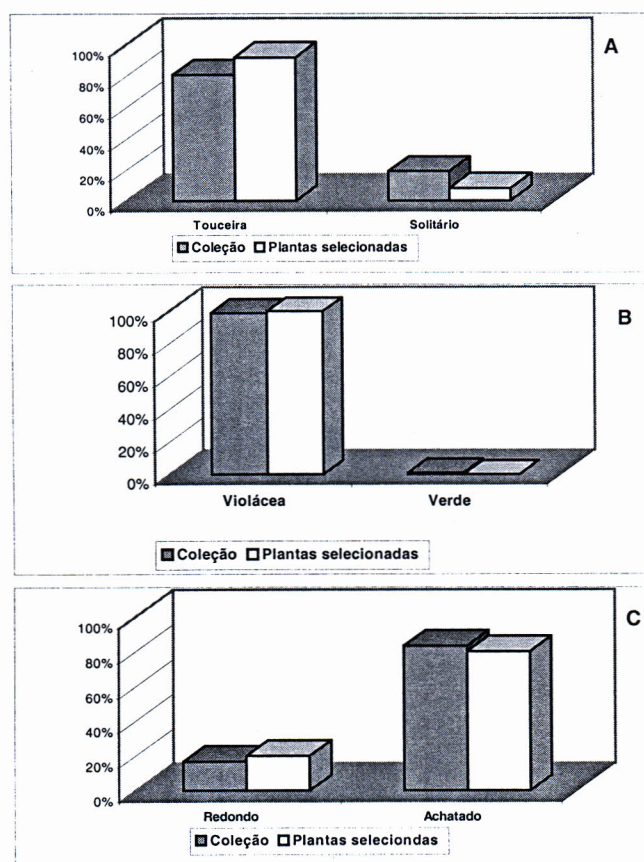 A
100%
80%
60%
40%
20%
0%
Touceira Solitário
Coleção Plantas selecionadas
B
100%
80%
60%
40%
20%
0%
Violácea Verde
Coleção Plantas selecionadas
C
100%
80%
60%
40%
20%
0%
Redondo Achatado
Coleção Plantas seleciondas